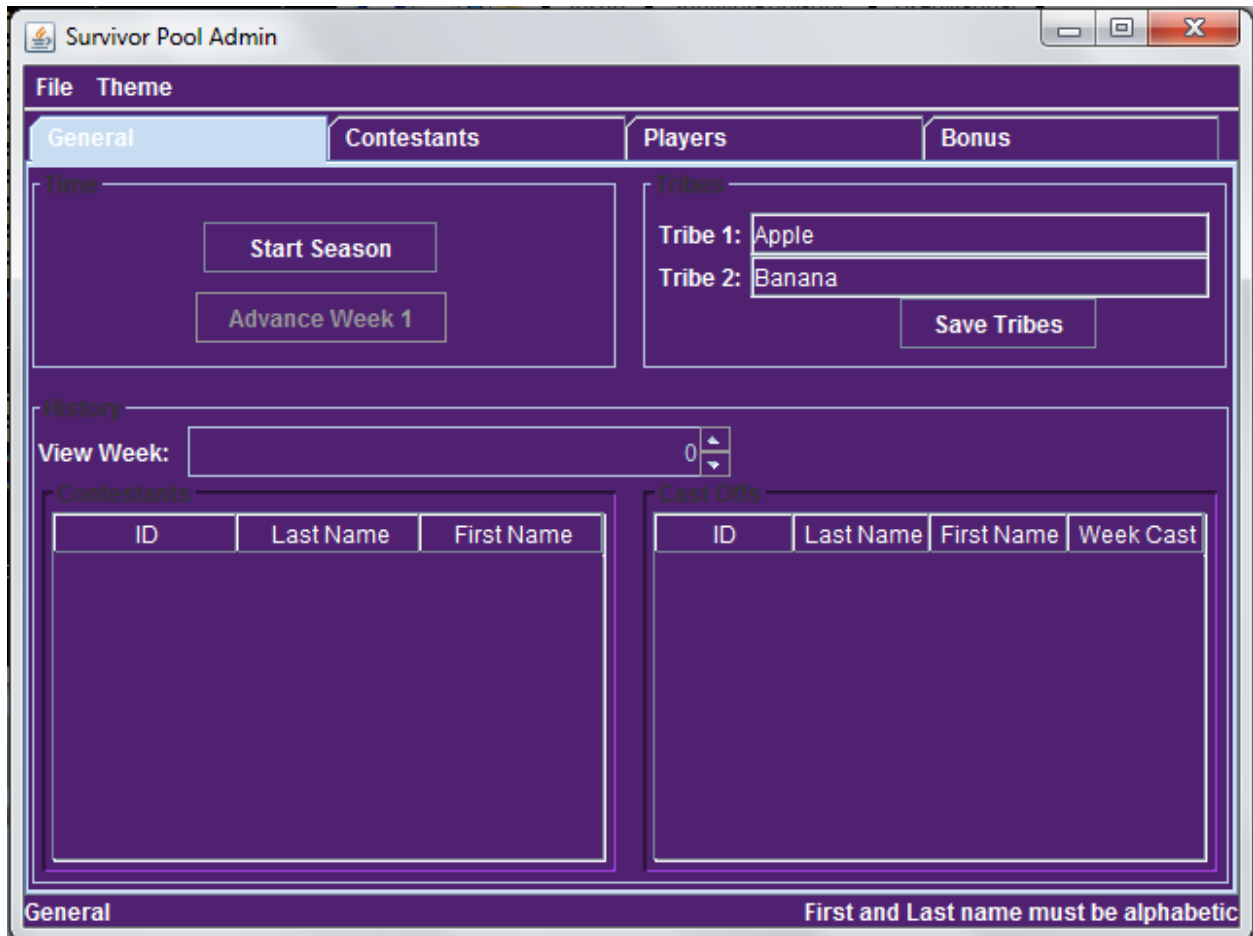 Survivor Pool Admin
File Theme
General Contestants Players Bonus
Time
Start Season
Advance Week 1
Tribes
Tribe 1: Apple
Tribe 2: Banana
Save Tribes
History
View Week: 0
Contestants
ID Last Name First Name
Cast Offs
ID Last Name First Name Week Cast
General First and Last name must be alphabetic